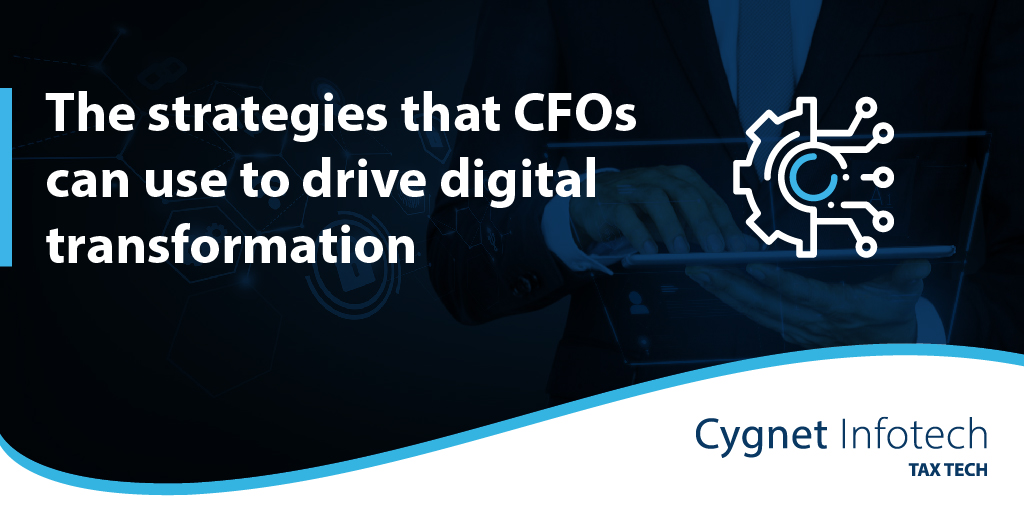 The strategies that CFOs
can use to drive digital
transformation
Cygnet Infotech
TAX TECH